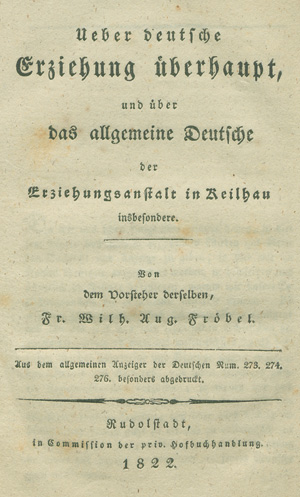 Ueber deutsche
Erziehung überhaupt,
und über
das allgemeine Deutsche
der
Erziehungsanstalt in Keilhau
insbesondere.
Von
dem Vorsteher derselben,
Fr. Wilh. Aug. Fröbel.
Aus dem allgemeinen Anzeiger der Deutschen Num. 273. 274.
276. besonders abgedruckt.
Rudolstadt,
in Commission der priv. Hofbuchhandlung.
1822.